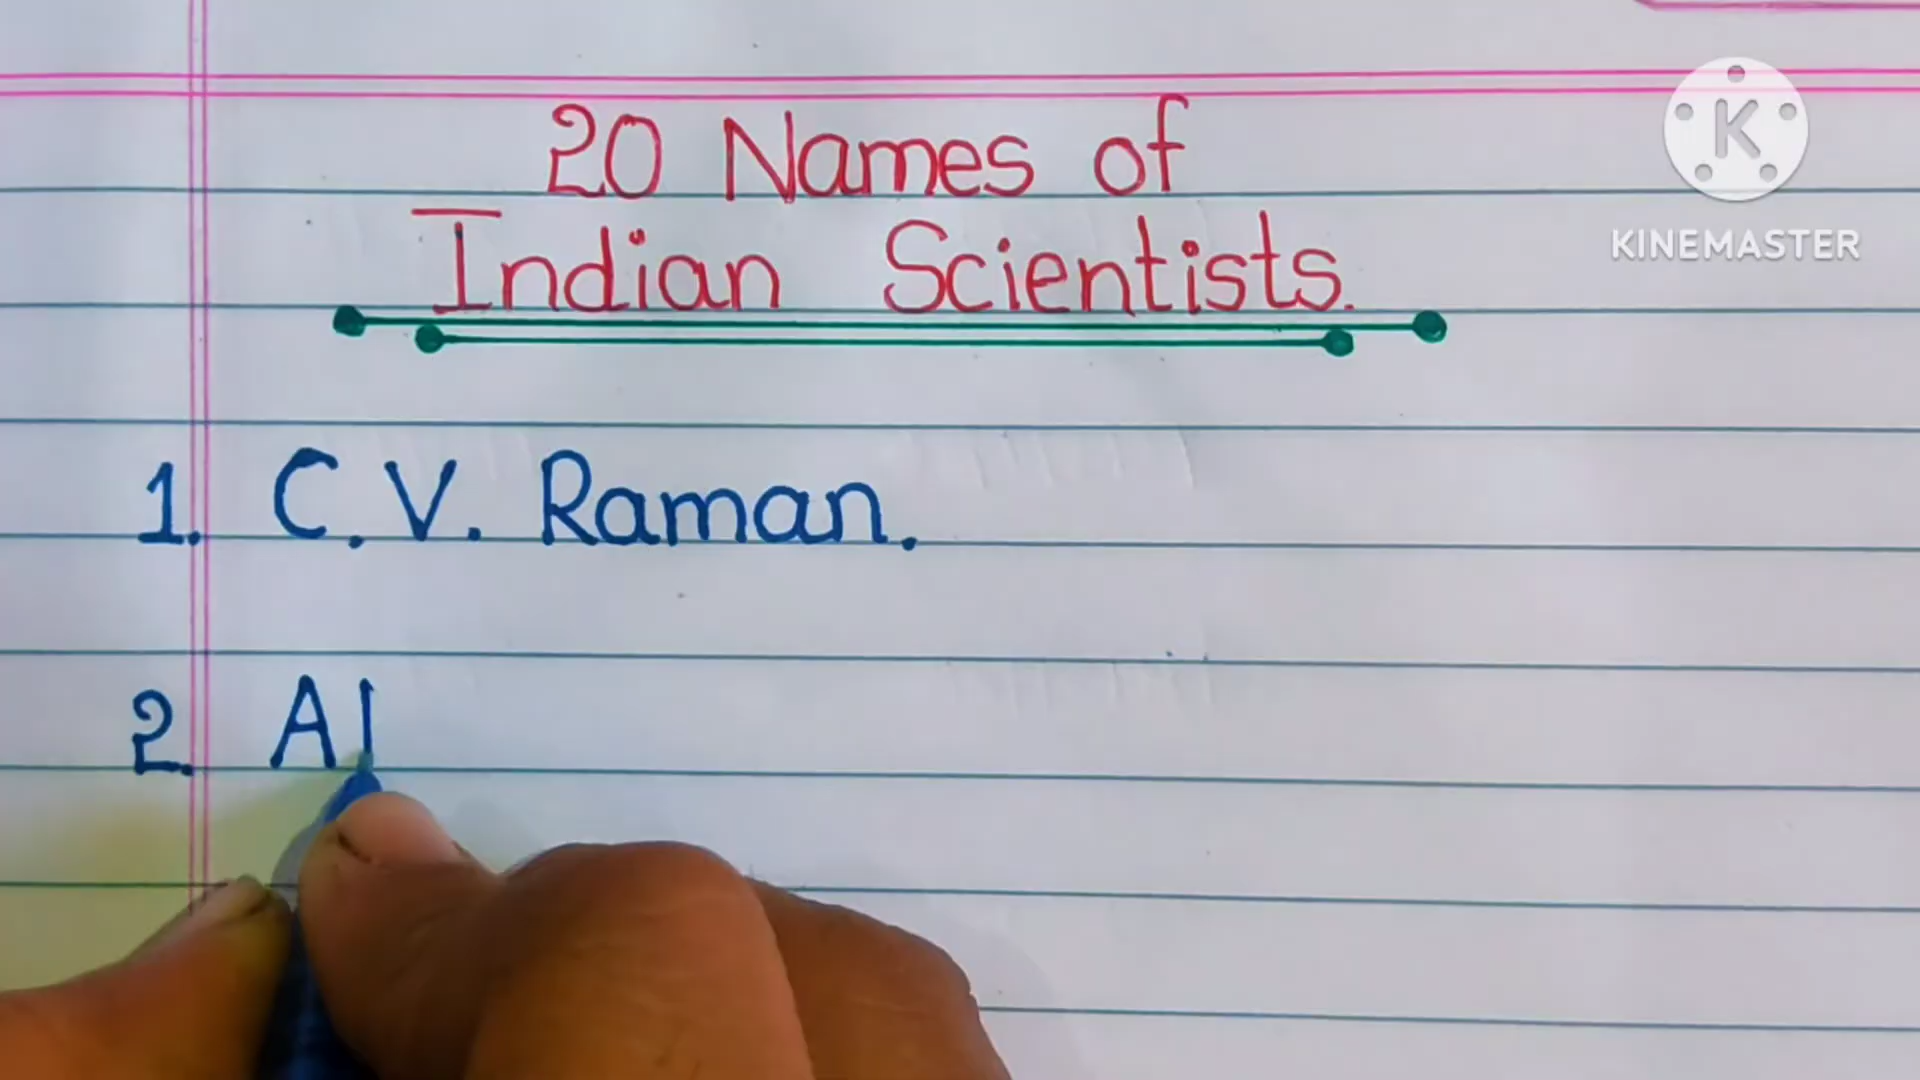 20 Names of
Indian Scientists.
K
KINEMASTER
1. C. V. Raman.
2. Al